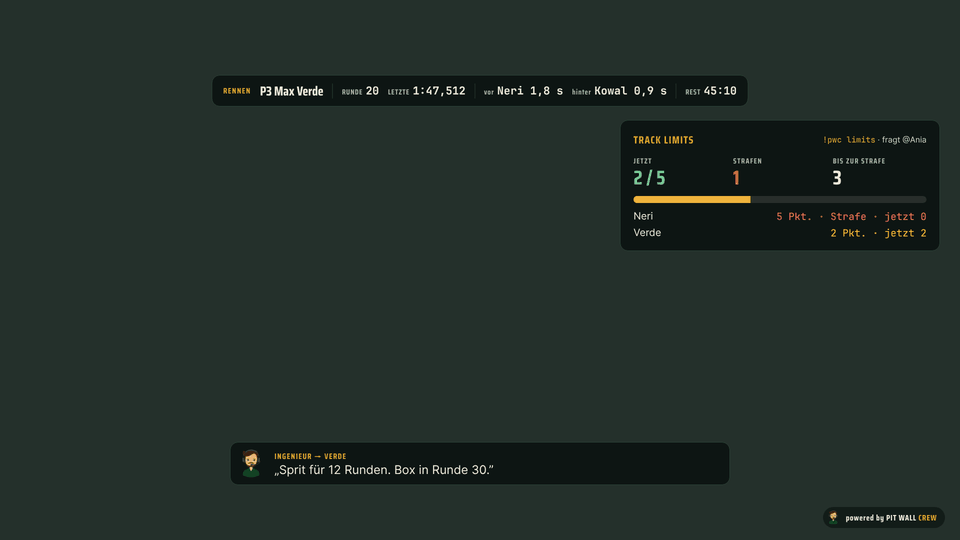 RENNEN P3 Max Verde RUNDE 20 LETZTE 1:47,512 vor Neri 1,8 s hinter Kowal 0,9 s REST 45:10
TRACK LIMITS !pwc limits · fragt @Ania
JETZT STRAFEN BIS ZUR STRAFE
2 / 5 1 3
Neri 5 Pkt. · Strafe · jetzt 0
Verde 2 Pkt. · jetzt 2
INGENIEUR → VERDE
„Sprit für 12 Runden. Box in Runde 30.”
powered by PIT WALL CREW